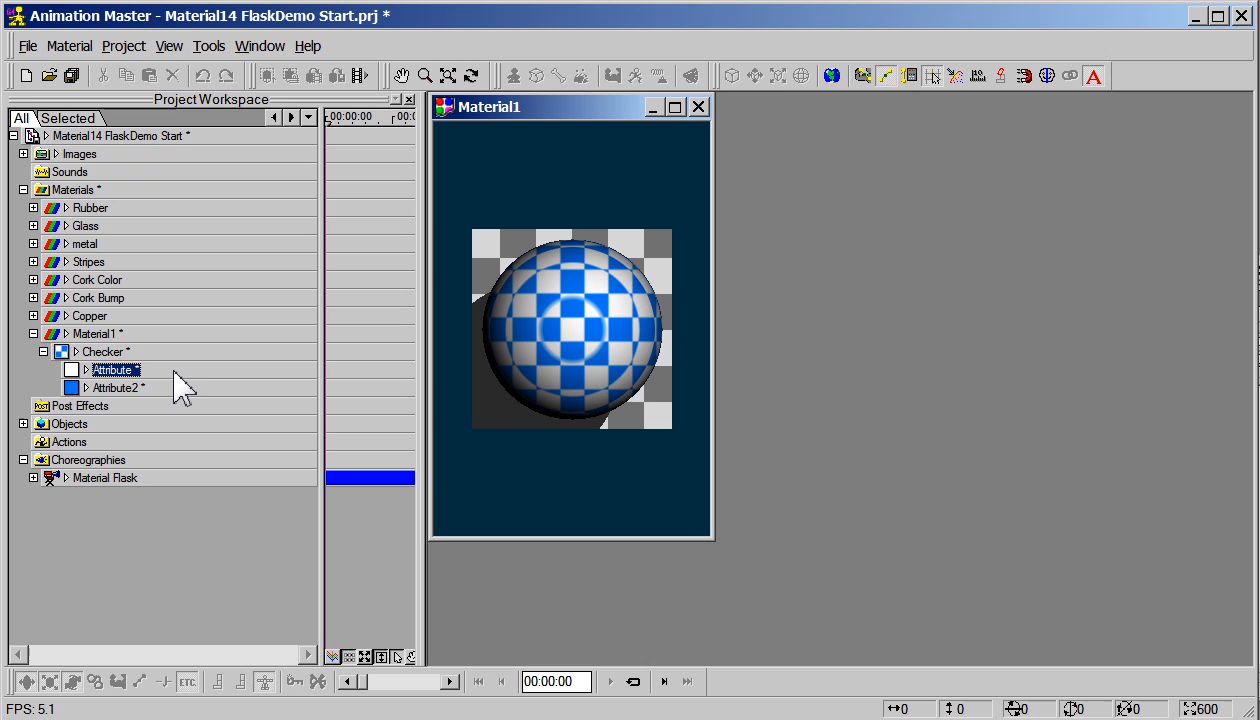 Animation Master - Material14 FlaskDemo Start.prj *
File Material Project View Tools Window Help
Project Workspace
All Selected
00:00:00
Material14 FlaskDemo Start *
Images
Sounds
Materials *
Rubber
Glass
metal
Stripes
Cork Color
Cork Bump
Copper
Material1 *
Checker *
Attribute *
Attribute2 *
Post Effects
Objects
Actions
Choreographies
Material Flask
Material1
ETC
00:00:00
FPS: 5.1
0 0 0 0 0 600